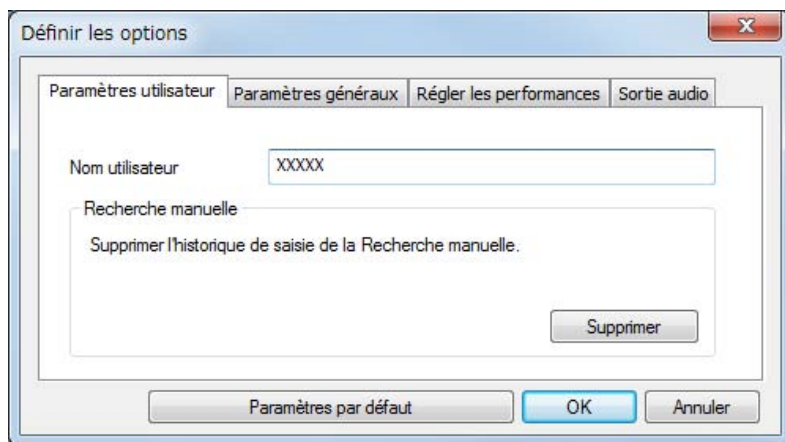 Définir les options
Paramètres utilisateur Paramètres généraux Régler les performances Sortie audio
Nom utilisateur XXXXX
Recherche manuelle
Supprimer l'historique de saisie de la Recherche manuelle.
Supprimer
Paramètres par défaut OK Annuler